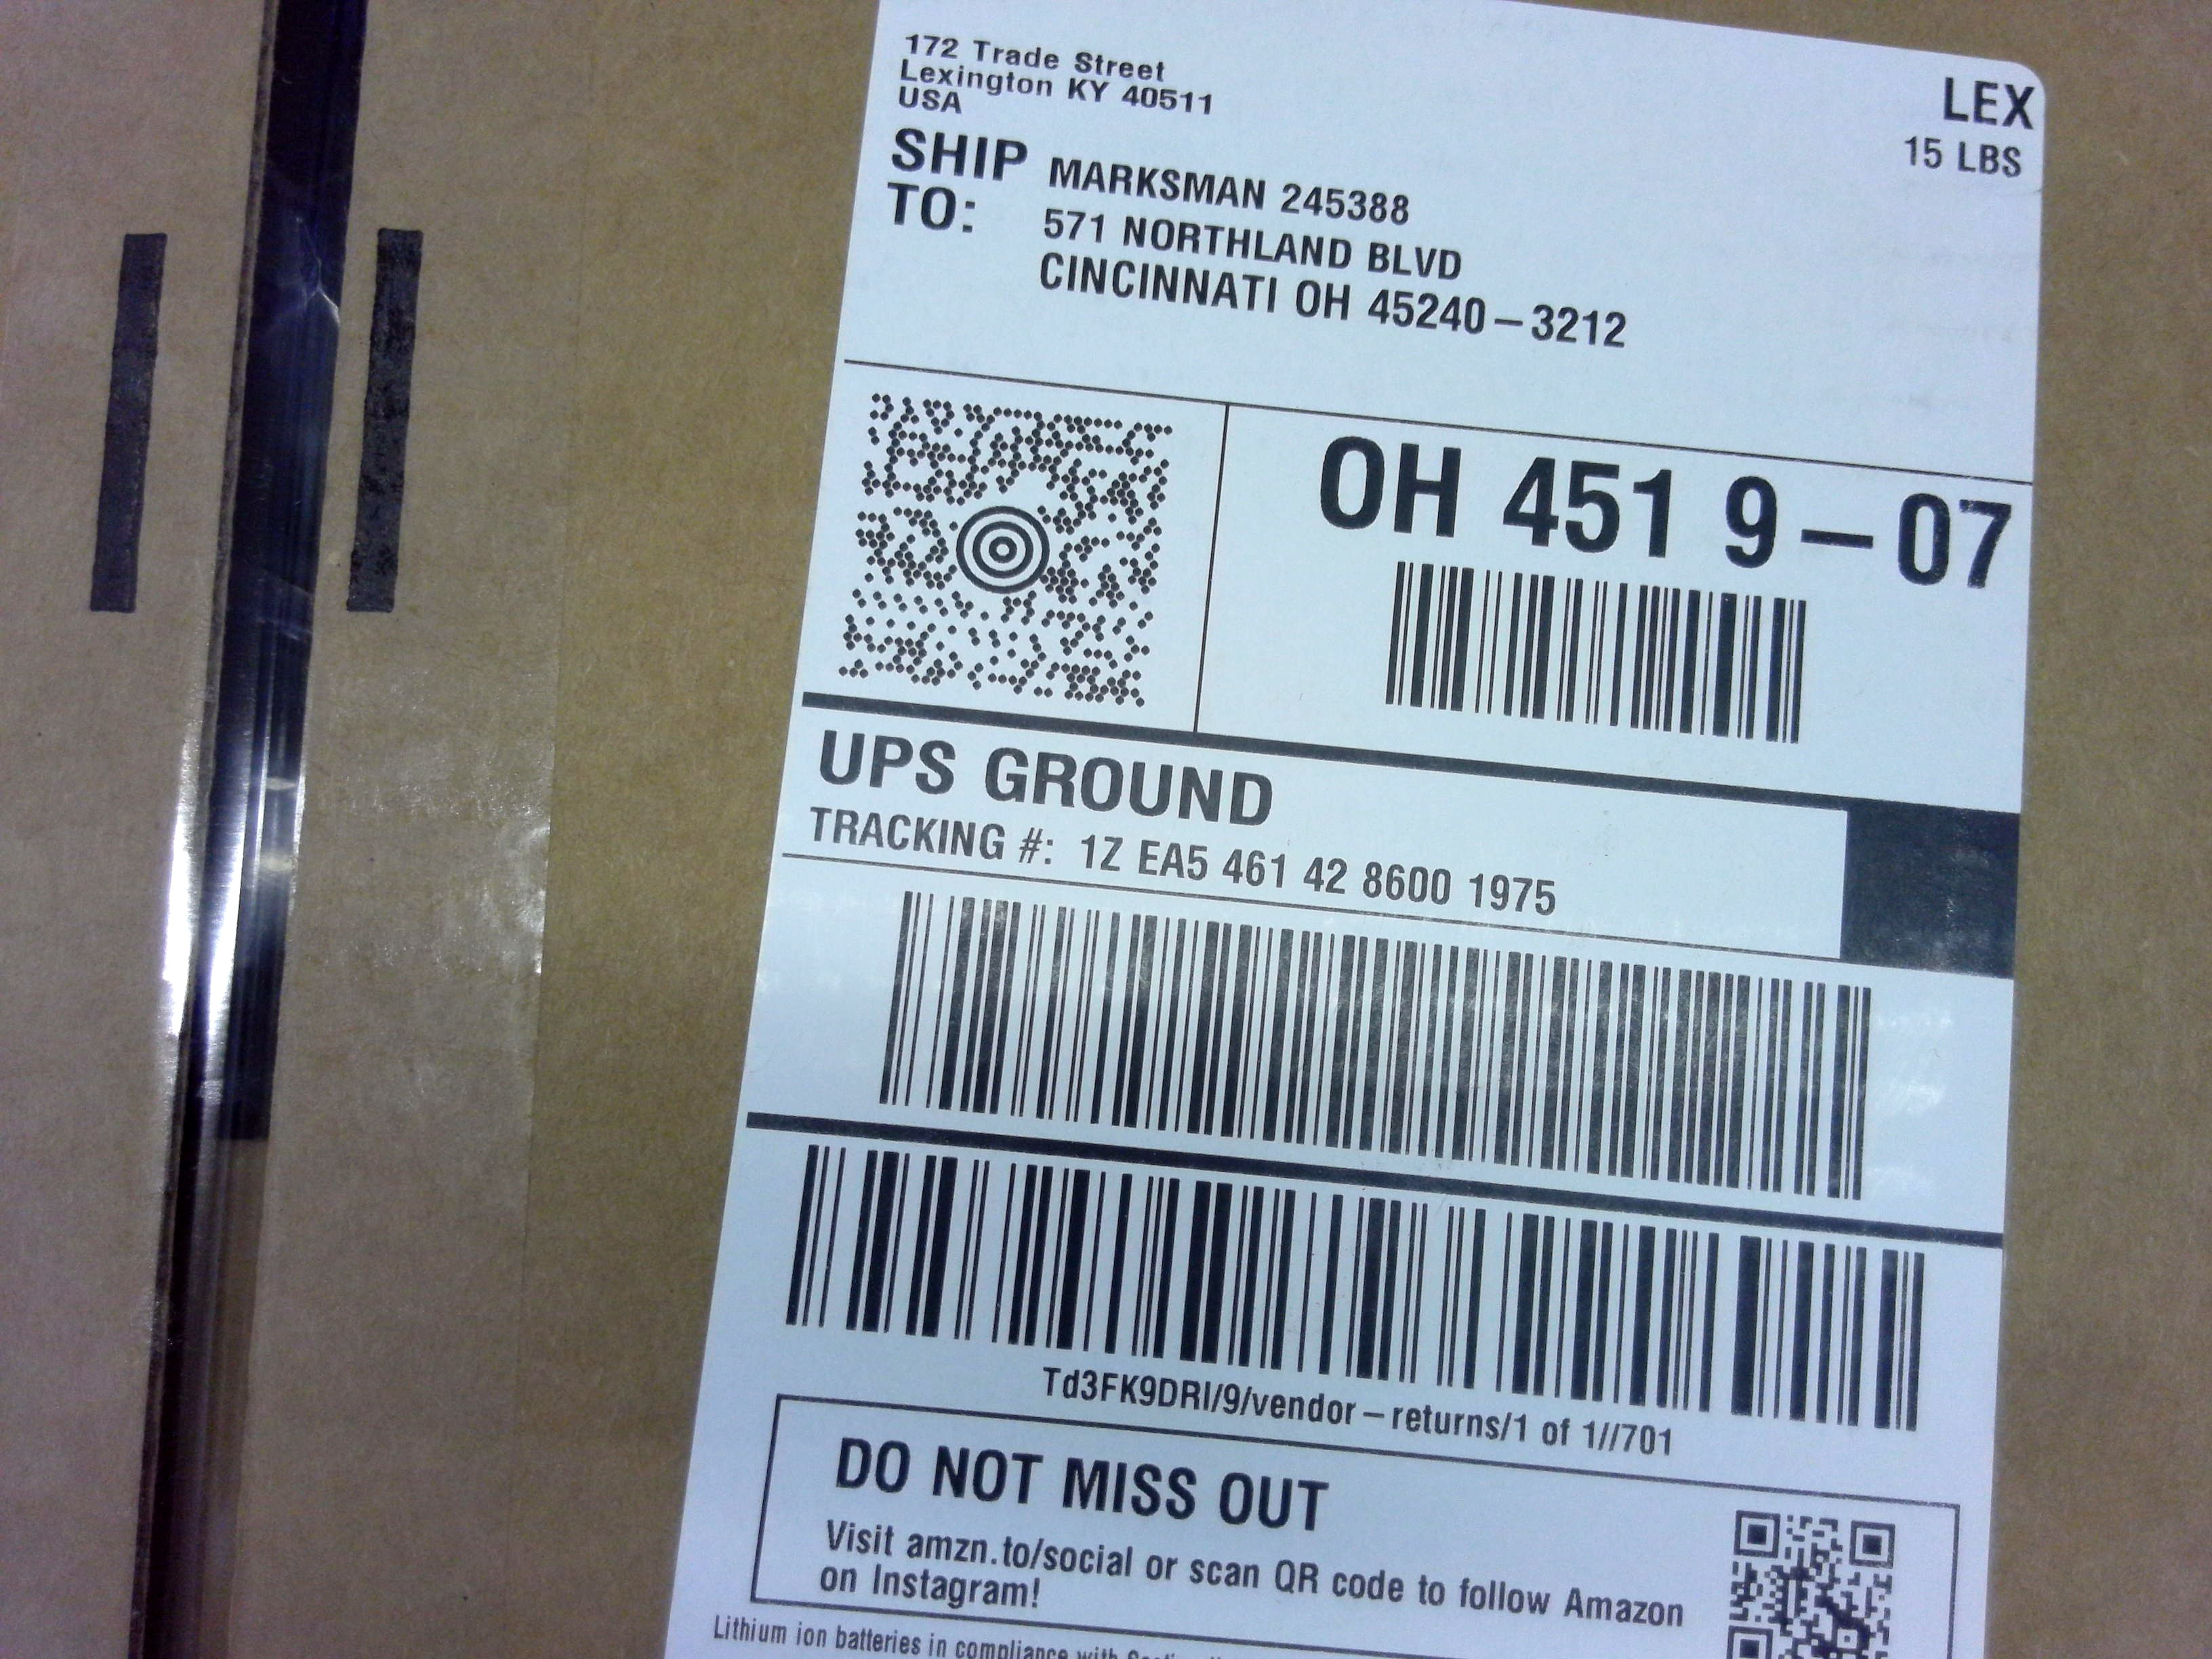 172 Trade Street
Lexington KY 40511
USA
LEX
15 LBS
SHIP
TO:
MARKSMAN 245388
571 NORTHLAND BLVD
CINCINNATI OH 45240-3212
OH 451 9-07
UPS GROUND
TRACKING #: 1Z EA5 461 42 8600 1975
Td3FK9DRI/9/vendor-returns/1 of 1//701
DO NOT MISS OUT
Visit amzn.to/social or scan QR code to follow Amazon
on Instagram!
Lithium ion batteries in compliance with